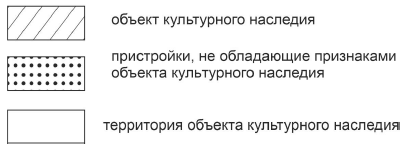 объект культурного наследия
пристройки, не обладающие признаками
объекта культурного наследия
территория объекта культурного наследия